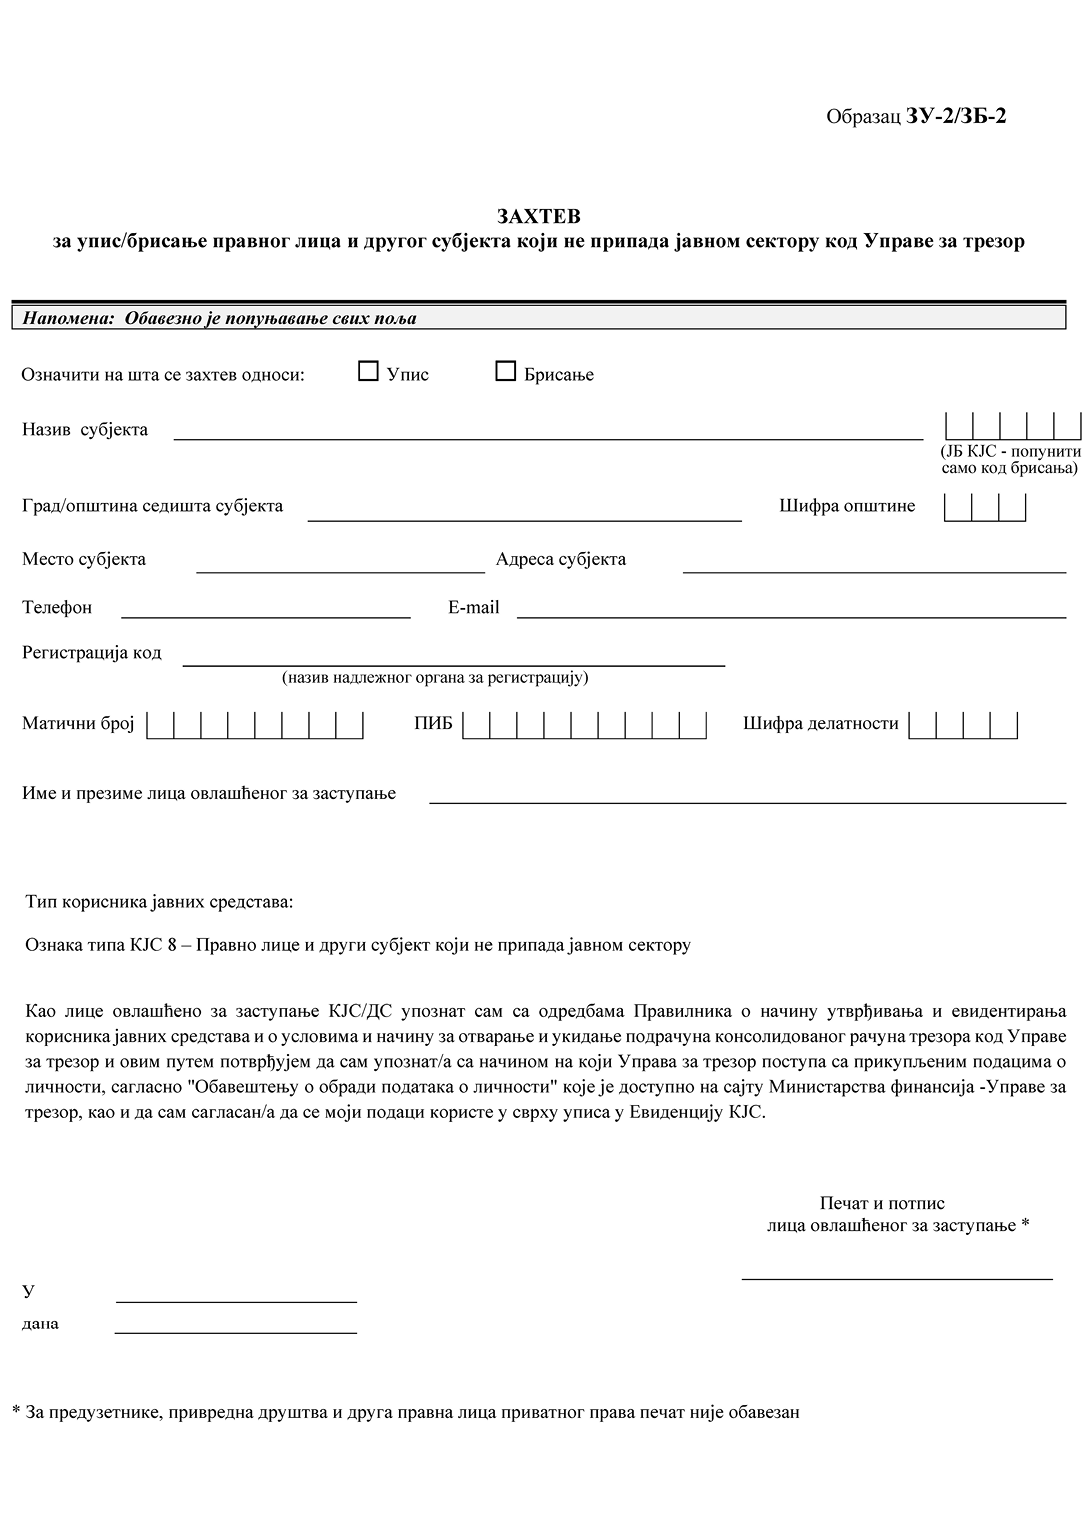 Образац ЗУ-2/ЗБ-2
ЗАХТЕВ
за упис/брисање правног лица и другог субјекта који не припада јавном сектору код Управе за трезор
Напомена: Обавезно је попуњавање свих поља
Означити на шта се захтев односи: Упис Брисање
Назив субјекта
(ЈБ КЈС - попунити
само код брисања)
Град/општина седишта субјекта Шифра општине
Место субјекта Адреса субјекта
Телефон E-mail
Регистрација код
(назив надлежног органа за регистрацију)
Матични број ПИБ Шифра делатности
Име и презиме лица овлашћеног за заступање
Тип корисника јавних средстава:
Ознака типа КЈС 8 – Правно лице и други субјект који не припада јавном сектору
Као лице овлашћено за заступање КЈС/ДС упознат сам са одредбама Правилника о начину утврђивања и евидентирања
корисника јавних средстава и о условима и начину за отварање и укидање подрачуна консолидованог рачуна трезора код Управе
за трезор и овим путем потврђујем да сам упознат/а са начином на који Управа за трезор поступа са прикупљеним подацима о
личности, сагласно "Обавештењу о обради података о личности" које је доступно на сајту Министарства финансија -Управе за
трезор, као и да сам сагласан/а да се моји подаци користе у сврху уписа у Евиденцију КЈС.
Печат и потпис
лица овлашћеног за заступање *
У
дана
* За предузетнике, привредна друштва и друга правна лица приватног права печат није обавезан